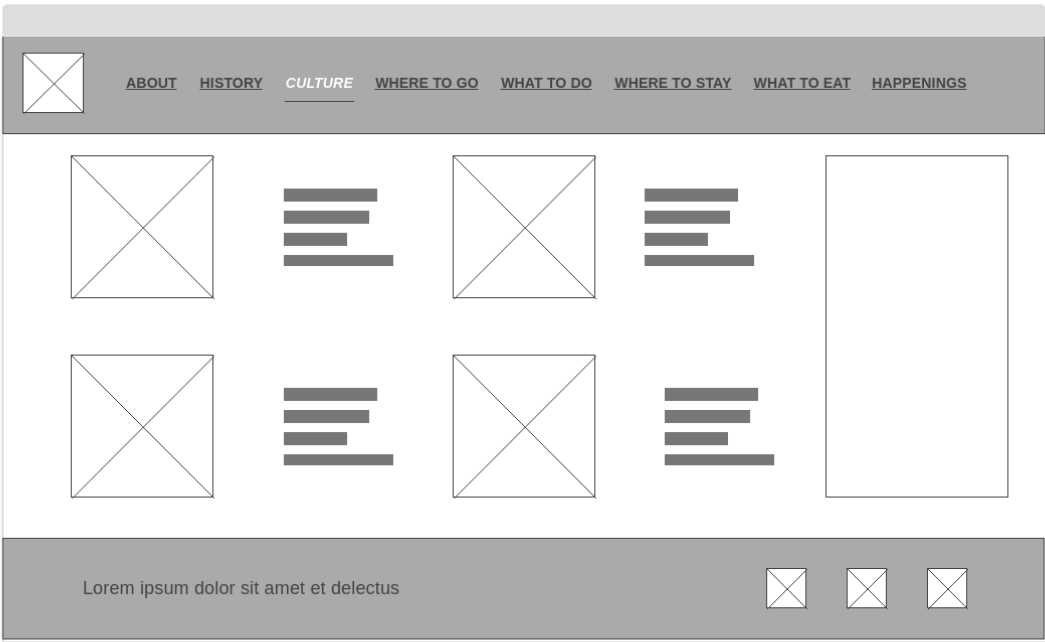 ABOUT HISTORY CULTURE WHERE TO GO WHAT TO DO WHERE TO STAY WHAT TO EAT HAPPENINGS
Lorem ipsum dolor sit amet et delectus